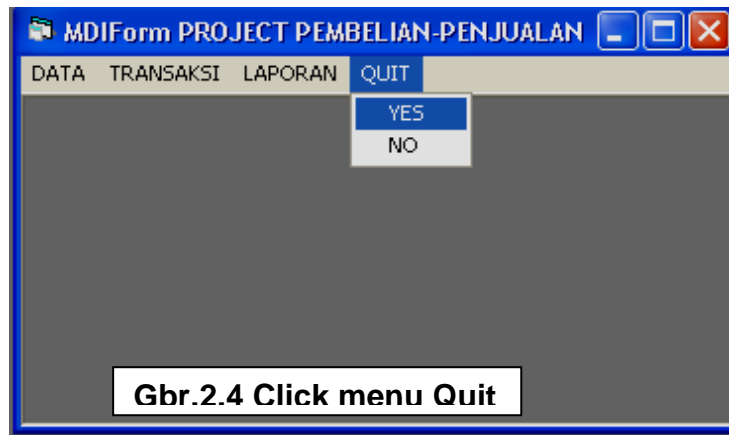 MDIForm PROJECT PEMBELIAN-PENJUALAN
DATA TRANSAKSI LAPORAN QUIT
YES
NO
Gbr.2.4 Click menu Quit